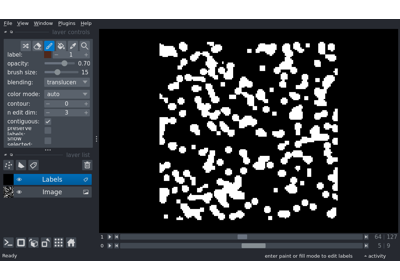 File View Window Plugins Help
layer controls
label: 1
opacity: 0.70
brush size: 15
blending: translucen
color mode: auto
contour: 0
n edit dim: 3
contiguous:
preserve
labels:
show
selected:
layer list
Labels
Image
1 64 127
0 5 9
Ready enter paint or fill mode to edit labels activity